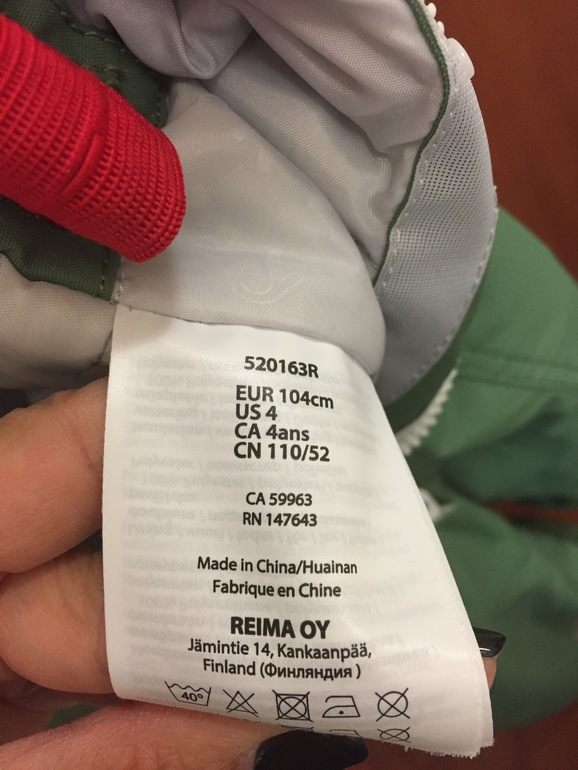 520163R
EUR 104cm
US 4
CA 4ans
CN 110/52
CA 59963
RN 147643
Made in China/Huainan
Fabrique en Chine
REIMA OY
Jämintie 14, Kankaanpää,
Finland (Финляндия )
40°